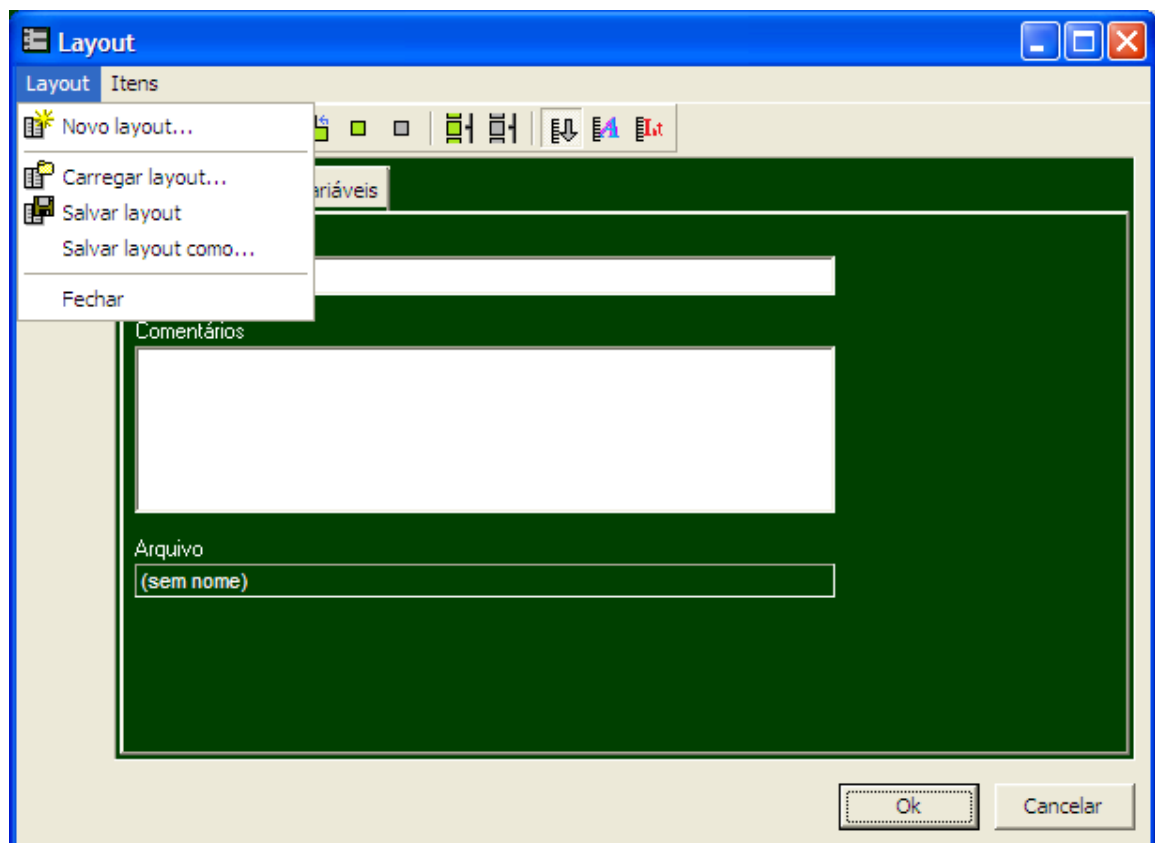 Layout
Layout Itens
Novo layout...
Carregar layout...
ariáveis
Salvar layout
Salvar layout como...
Fechar
Comentários
Arquivo
(sem nome)
Ok Cancelar